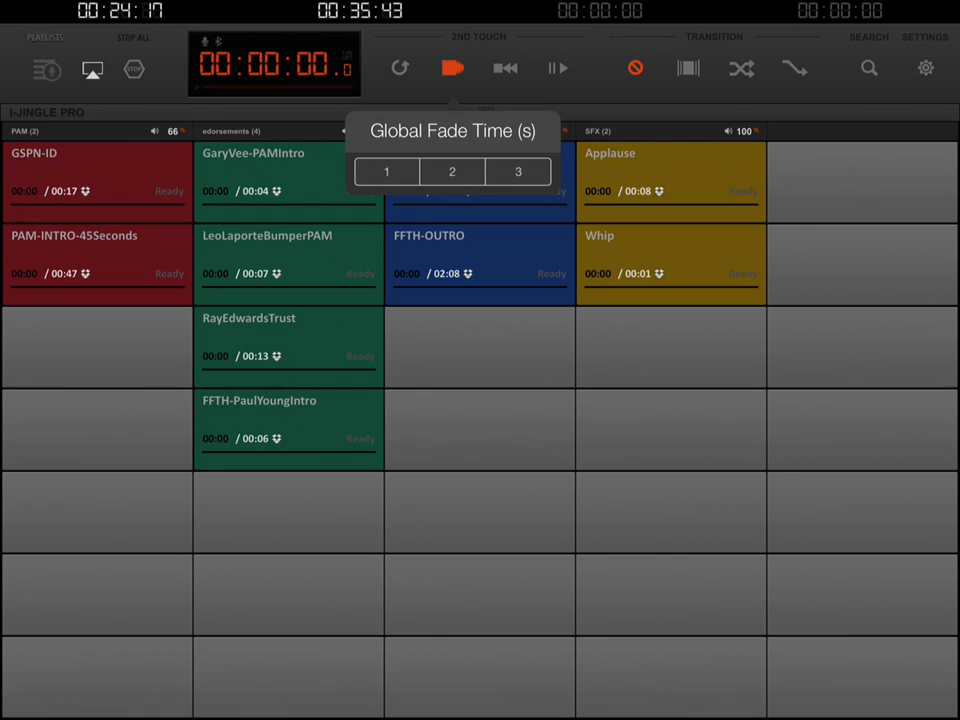 00:24:17 00:35:43 00:00:00 00:00:00
PLAYLISTS STOP ALL 2ND TOUCH TRANSITION SEARCH SETTINGS
STOP 00:00:00.0
I-JINGLE PRO
Global Fade Time (s)
1 2 3
PAM (2) 66 %
edorsements (4)
%
SFX (2) 100 %
GSPN-ID
00:00 / 00:17 Ready
GaryVee-PAMIntro
00:00 / 00:04
Applause
00:00 / 00:08 Ready
PAM-INTRO-45Seconds
00:00 / 00:47 Ready
LeoLaporteBumperPAM
00:00 / 00:07 Ready
FFTH-OUTRO
00:00 / 02:08 Ready
Whip
00:00 / 00:01 Ready
RayEdwardsTrust
00:00 / 00:13 Ready
FFTH-PaulYoungIntro
00:00 / 00:06 Ready